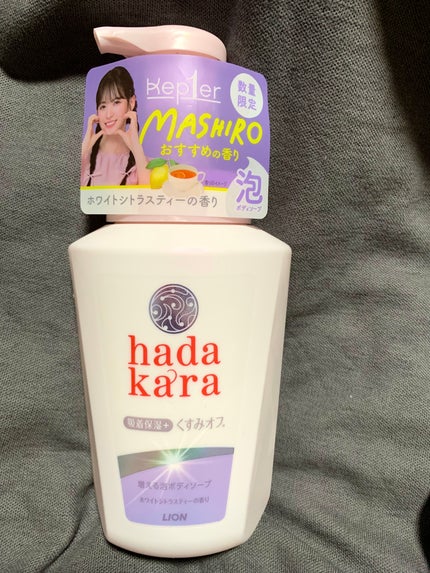 Kep1er
数量
限定
MASHIRO
おすすめの香り
泡
ボディソープ
ホワイトシトラスティーの香り
hada
kara
吸着保湿+ くすみオフ
増える泡ボディソープ
ホワイトシトラスティーの香り
LION